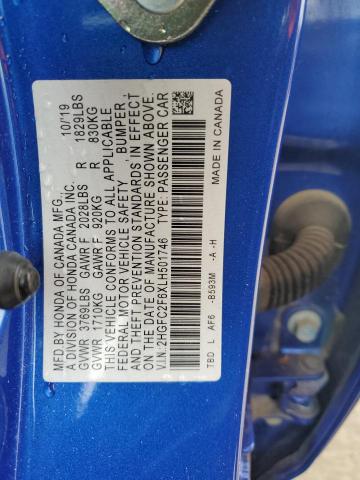 MFD.BY HONDA OF CANADA MFG. 10/19
A DIVISION OF HONDA CANADA INC.
GVWR 3769LBS GAWR F 2028LBS R 1829LBS
GVWR 1710KG GAWR F 920KG R 830KG
THIS VEHICLE CONFORMS TO ALL APPLICABLE
FEDERAL MOTOR VEHICLE SAFETY, BUMPER,
AND THEFT PREVENTION STANDARDS IN EFFECT
ON THE DATE OF MANUFACTURE SHOWN ABOVE.
V.I.N. 2HGFC2F6XLH501746 TYPE: PASSENGER CAR
TBD L AF6 -B593M -A -H
MADE IN CANADA